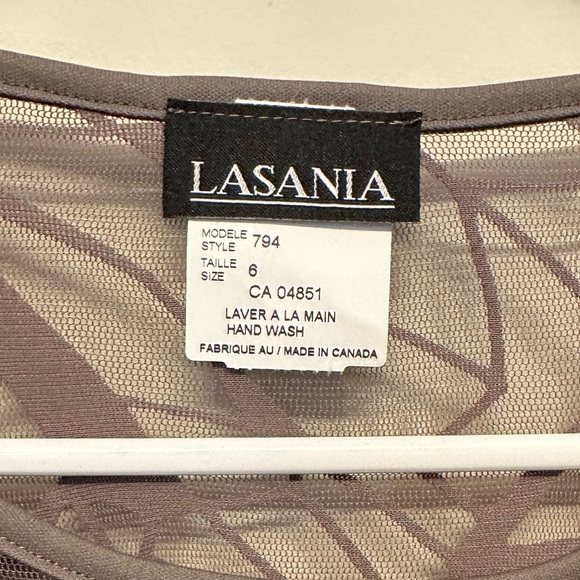 LASANIA
MODELE
STYLE 794
TAILLE
SIZE 6
CA 04851
LAVER A LA MAIN
HAND WASH
FABRIQUE AU / MADE IN CANADA